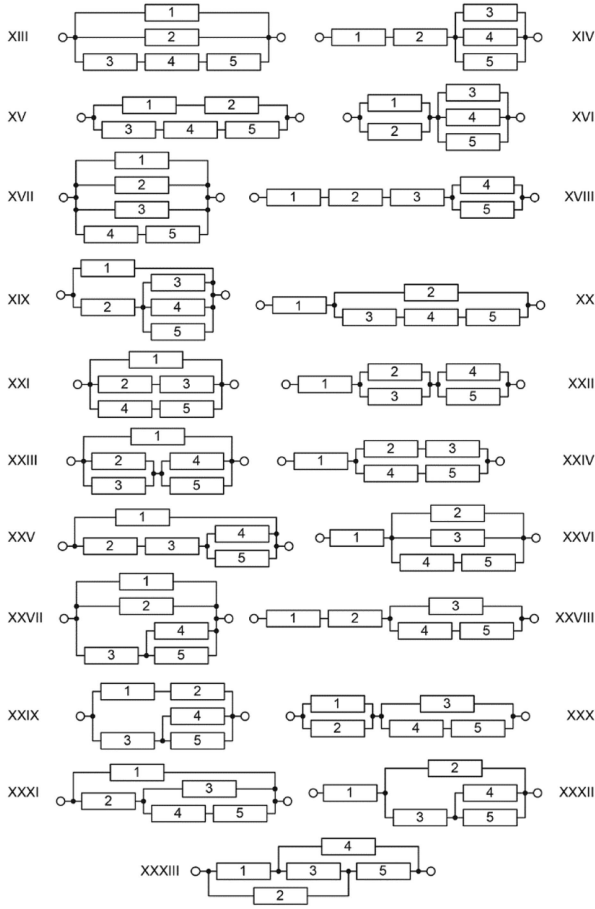 1
XIII 2 1 2 3 4 5 XIV
3 4 5
XV 1 2 3 4 5
1 2 3 4 5 XVI
1
2
XVII 3 1 2 3 4 5 XVIII
4 5
1
XIX 3 2 4 5
2
1 XX
3 4 5
1
XXI 2 3
4 5
1 2 3 4 5 XXII
1
XXIII 2 4
3 5
2 3
1 XXIV
4 5
1
XXV 4
2 3 5
2
1 3 XXVI
4 5
1
XXVII 2
4
3 5
3
1 2 XXVIII
4 5
1 2
XXIX 4
3 5
1 3
XXX
2 4 5
1
XXXI 3
2
4 5
2
1 4 XXXII
3 5
4
XXXIII 1 3 5
2